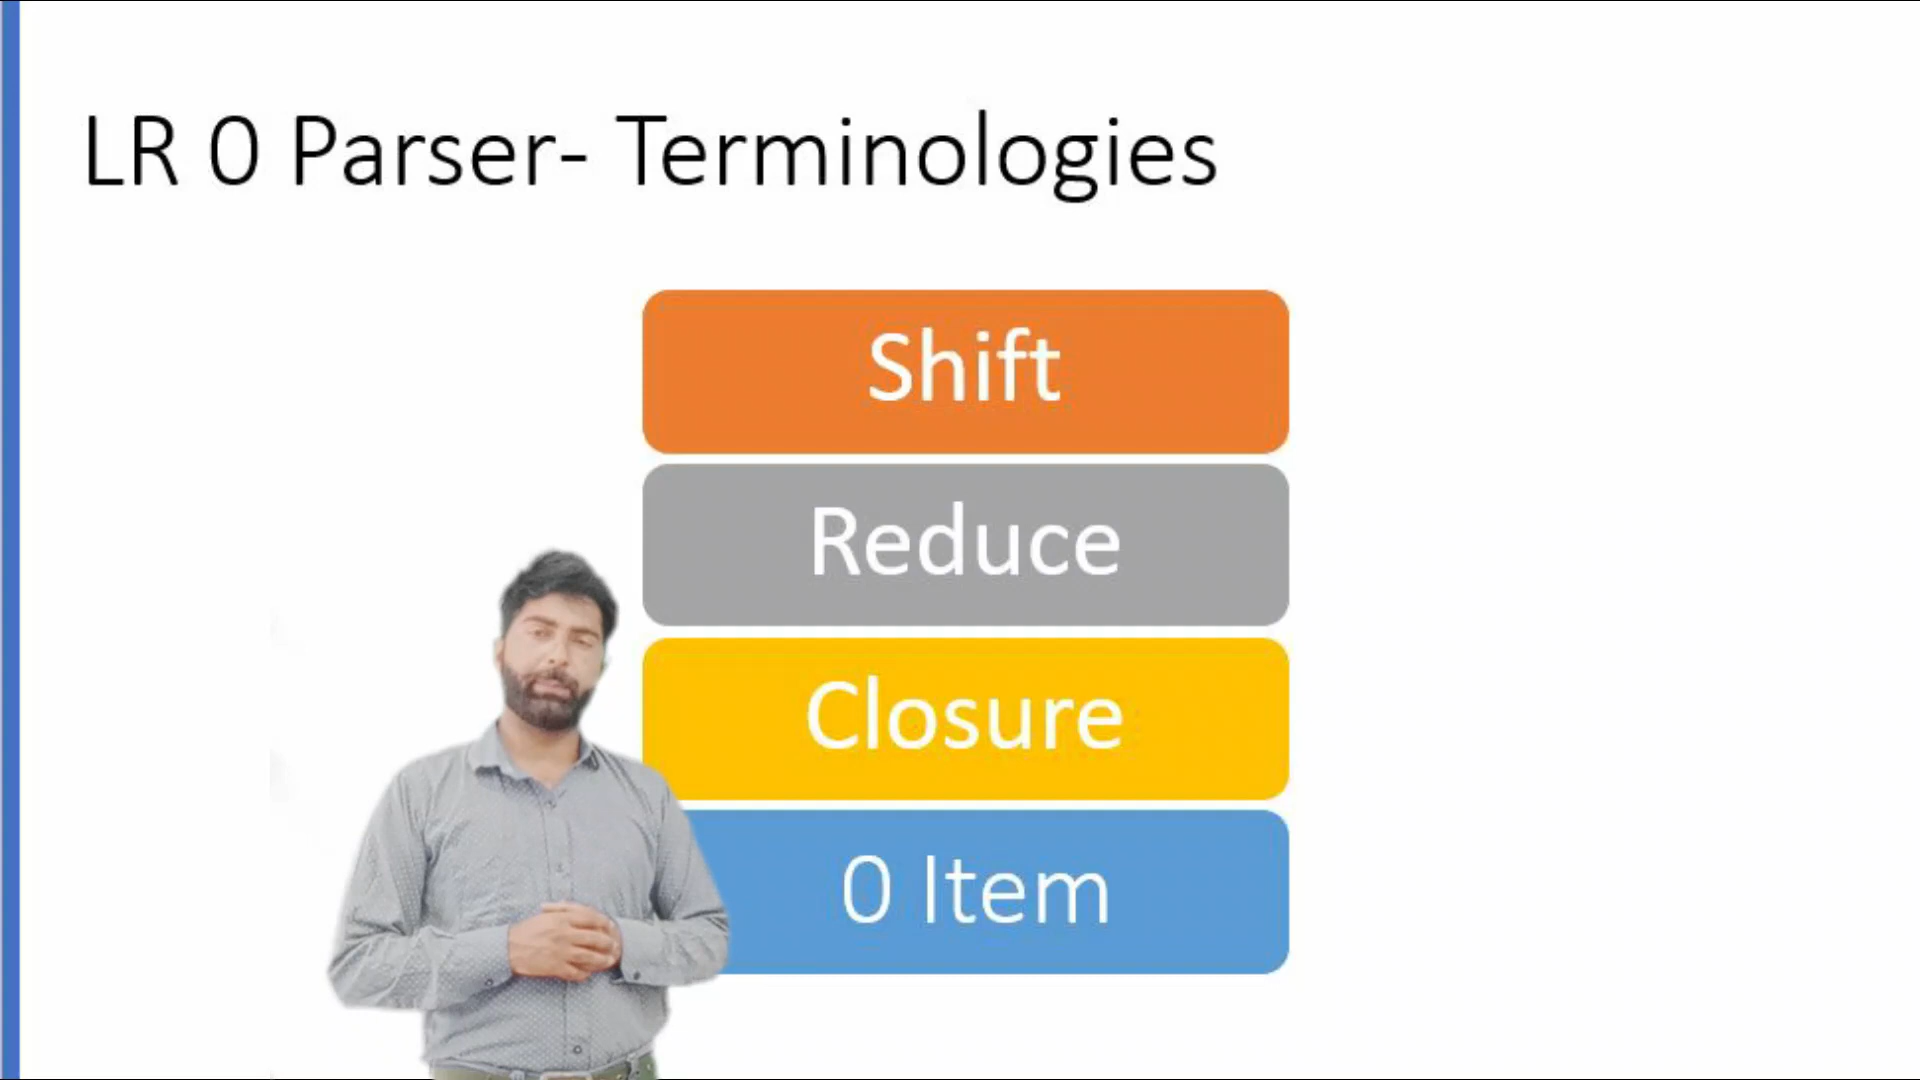 LR 0 Parser- Terminologies
Shift
Reduce
Closure
0 Item